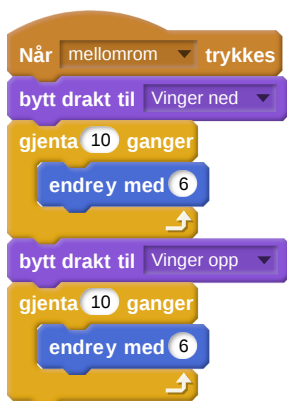 Når mellomrom trykkes
bytt drakt til Vinger ned
gjenta 10 ganger
endrey med 6
bytt drakt til Vinger opp
gjenta 10 ganger
endrey med 6